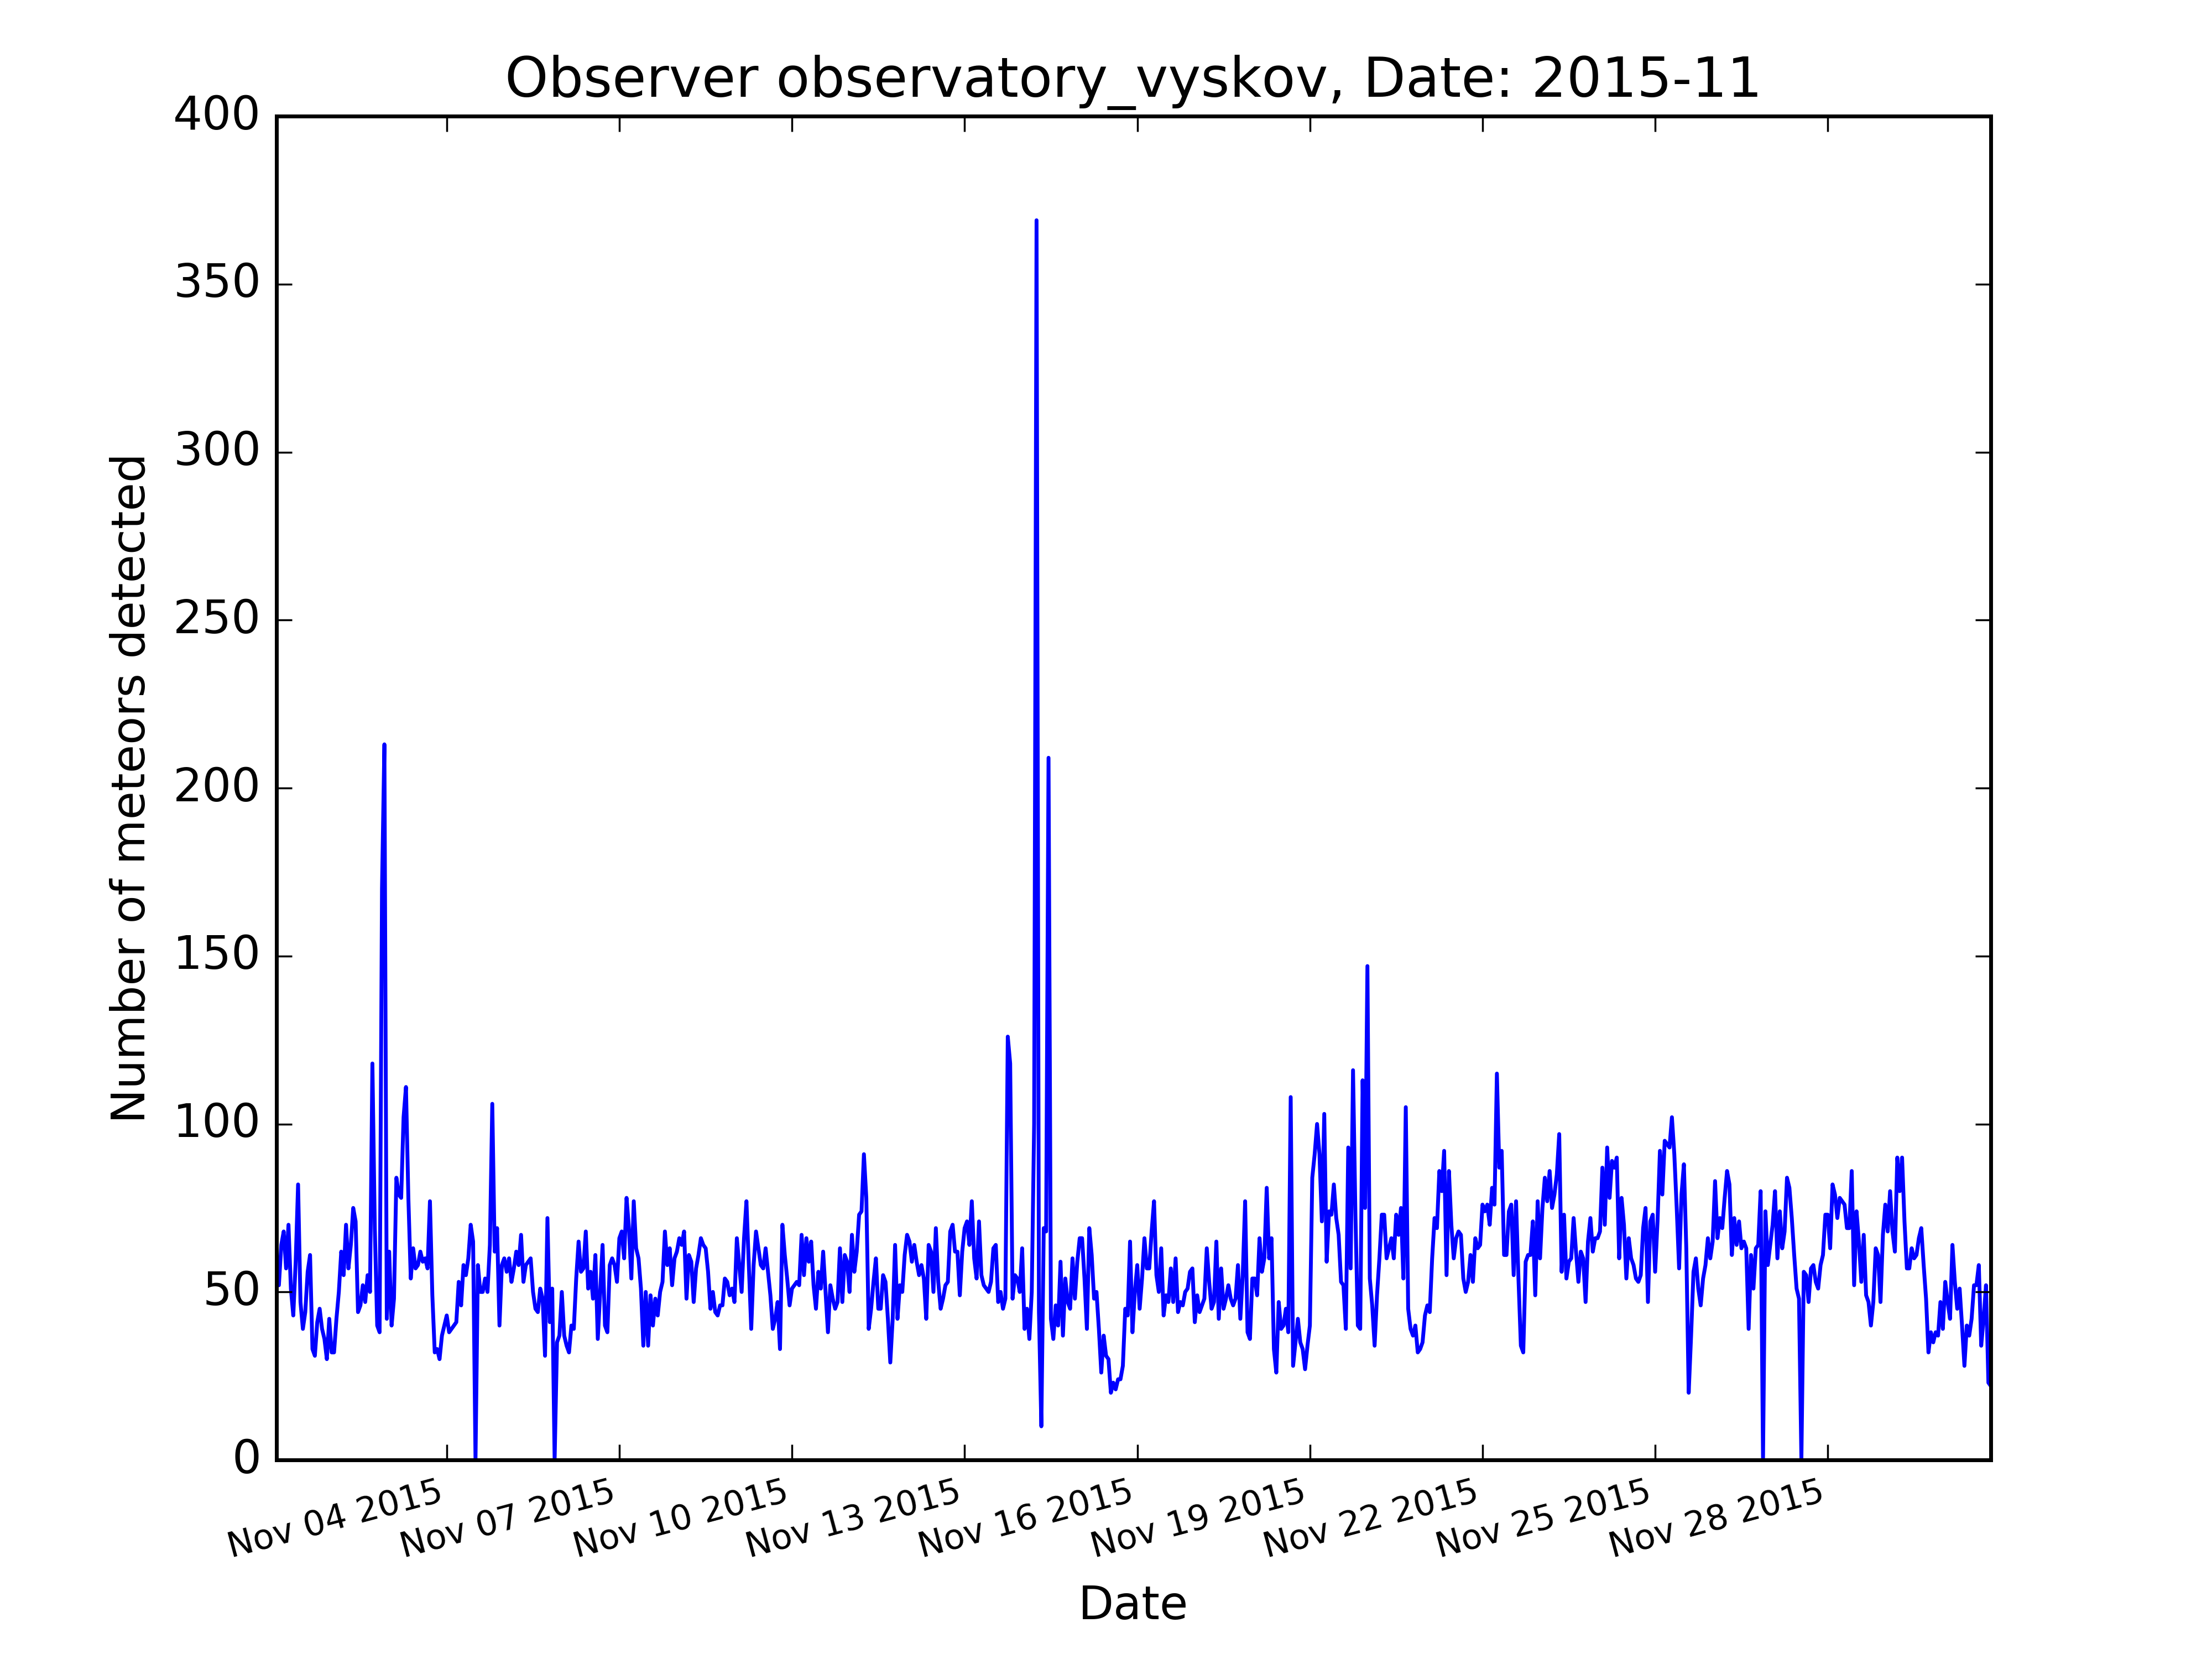 Observer observatory_vyskov, Date: 2015-11
400
350
300
250
200
150
100
50
0
Number of meteors detected
Nov 04 2015
Nov 07 2015
Nov 10 2015
Nov 13 2015
Nov 16 2015
Nov 19 2015
Nov 22 2015
Nov 25 2015
Nov 28 2015
Date